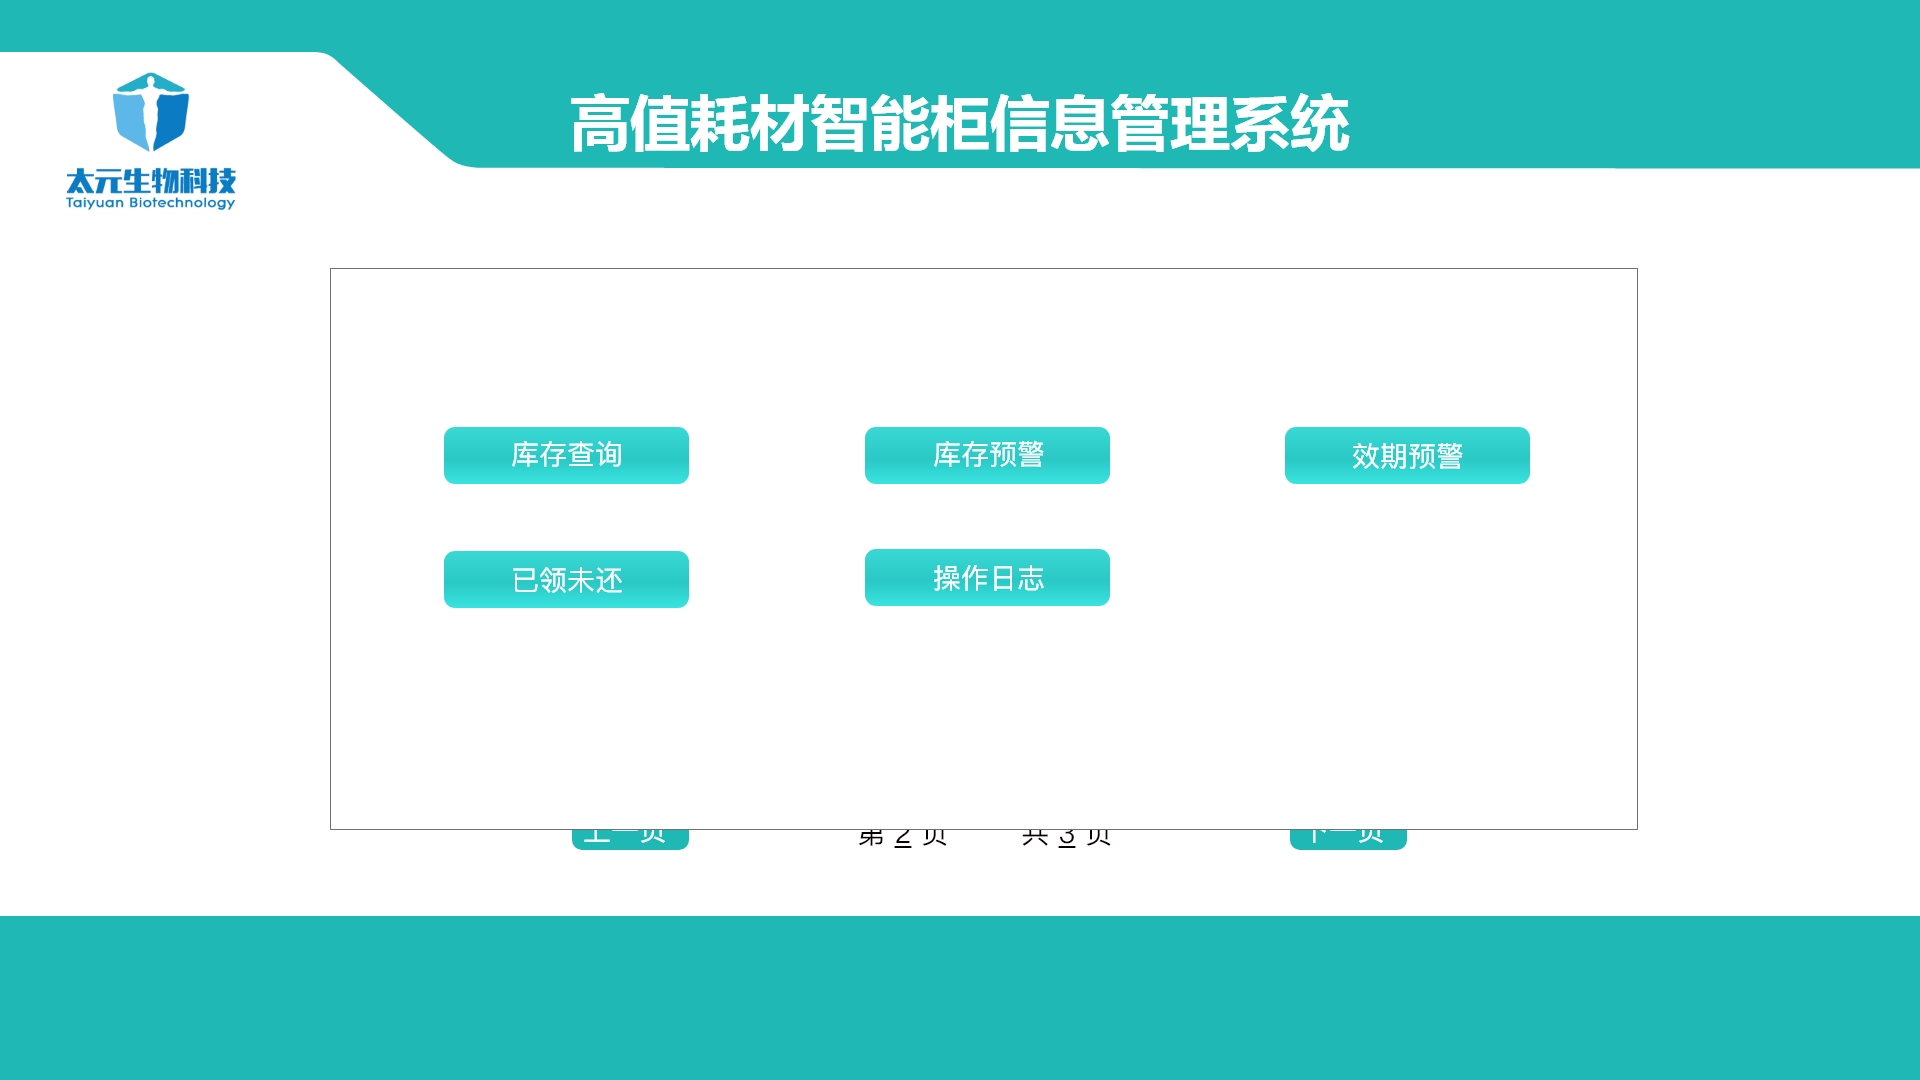 高值耗材智能柜信息管理系统
太元生物科技
Taiyuan Biotechnology
库存查询 库存预警 效期预警
已领未还 操作日志
上一页 第 2 页 共 3 页 下一页